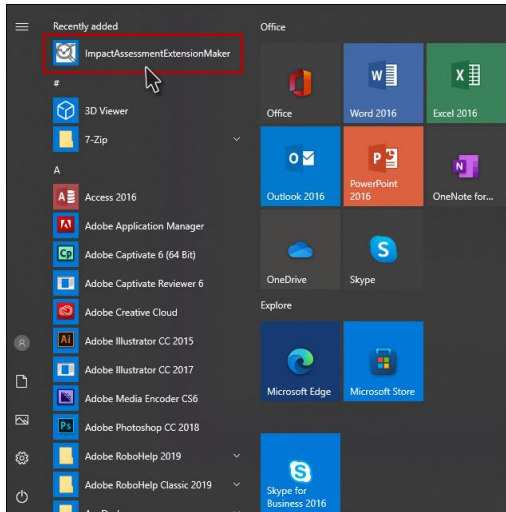 Recently added
ImpactAssessmentExtensionMaker
#
3D Viewer
7-Zip
A
Access 2016
Adobe Application Manager
Adobe Captivate 6 (64 Bit)
Adobe Captivate Reviewer 6
Adobe Creative Cloud
Adobe Illustrator CC 2015
Adobe Illustrator CC 2017
Adobe Media Encoder CS6
Adobe Photoshop CC 2018
Adobe RoboHelp 2019
Adobe RoboHelp Classic 2019
Office
Office
Word 2016
Excel 2016
Outlook 2016
PowerPoint
2016
OneNote for...
OneDrive
Skype
Explore
Microsoft Edge
Microsoft Store
Skype for
Business 2016